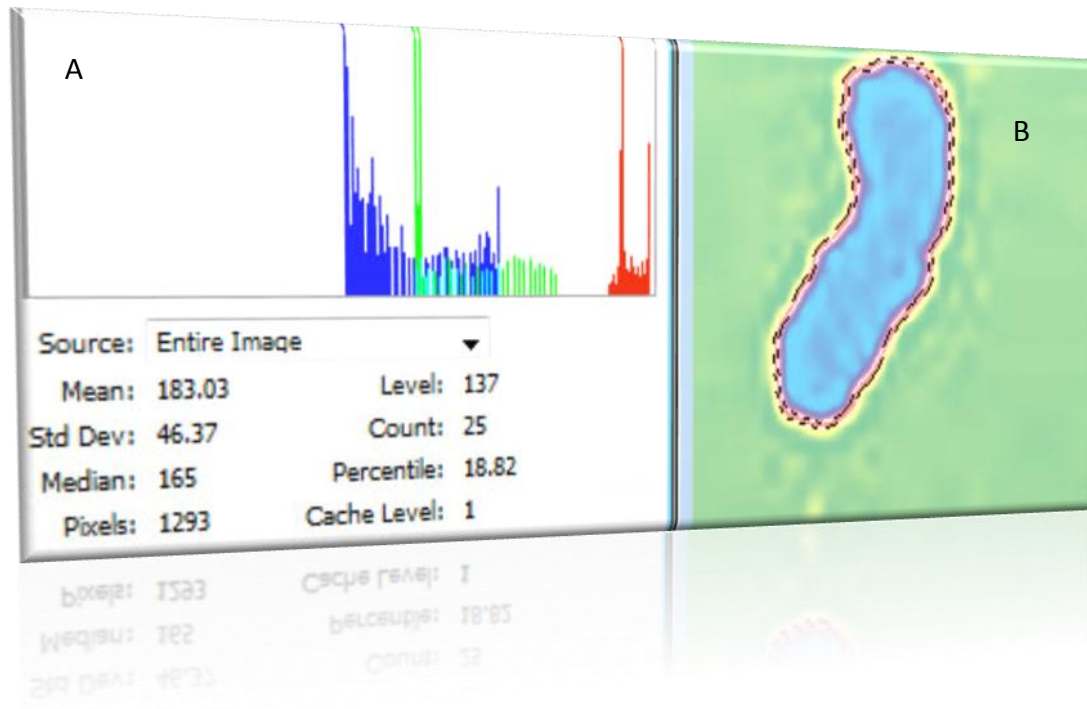 A
B
Source: Entire Image
Mean: 183.03 Level: 137
Std Dev: 46.37 Count: 25
Median: 165 Percentile: 18.82
Pixels: 1293 Cache Level: 1